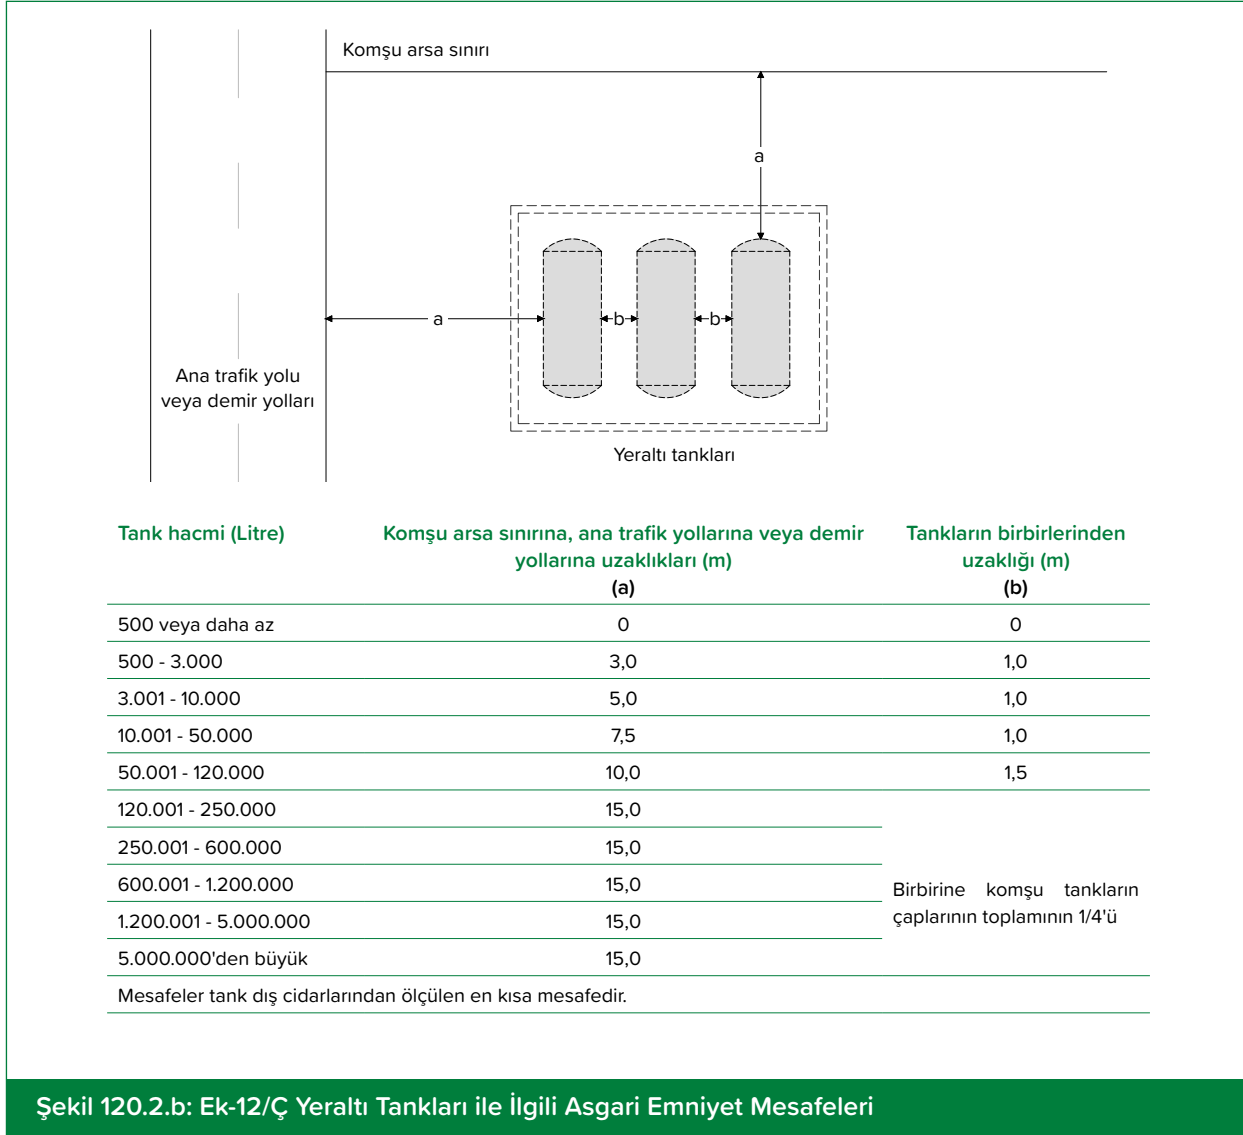 Komşu arsa sınırı
a
a
b
b
Ana trafik yolu
veya demir yolları
Yeraltı tankları
Tank hacmi (Litre) Komşu arsa sınırına, ana trafik yollarına veya demir Tankların birbirlerinden
yollarına uzaklıkları (m) uzaklığı (m)
(a) (b)
500 veya daha az 0 0
500 - 3.000 3,0 1,0
3.001 - 10.000 5,0 1,0
10.001 - 50.000 7,5 1,0
50.001 - 120.000 10,0 1,5
120.001 - 250.000 15,0
250.001 - 600.000 15,0
600.001 - 1.200.000 15,0
Birbirine komşu tankların
çaplarının toplamının 1/4'ü
1.200.001 - 5.000.000 15,0
5.000.000'den büyük 15,0
Mesafeler tank dış cidarlarından ölçülen en kısa mesafedir.
Şekil 120.2.b: Ek-12/Ç Yeraltı Tankları ile İlgili Asgari Emniyet Mesafeleri